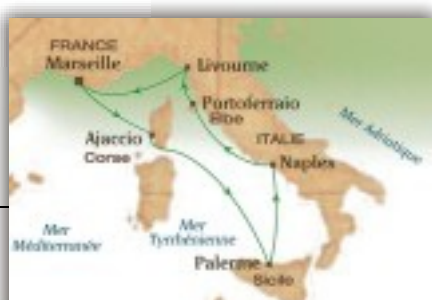 FRANCE
Marseille
Livourne
Portoferraio
Elbe
Ajaccio
Corse
ITALIE
Naples
Mer Adriatique
Mer
Méditerranée
Mer
Tyrrhénienne
Palerme
Sicile